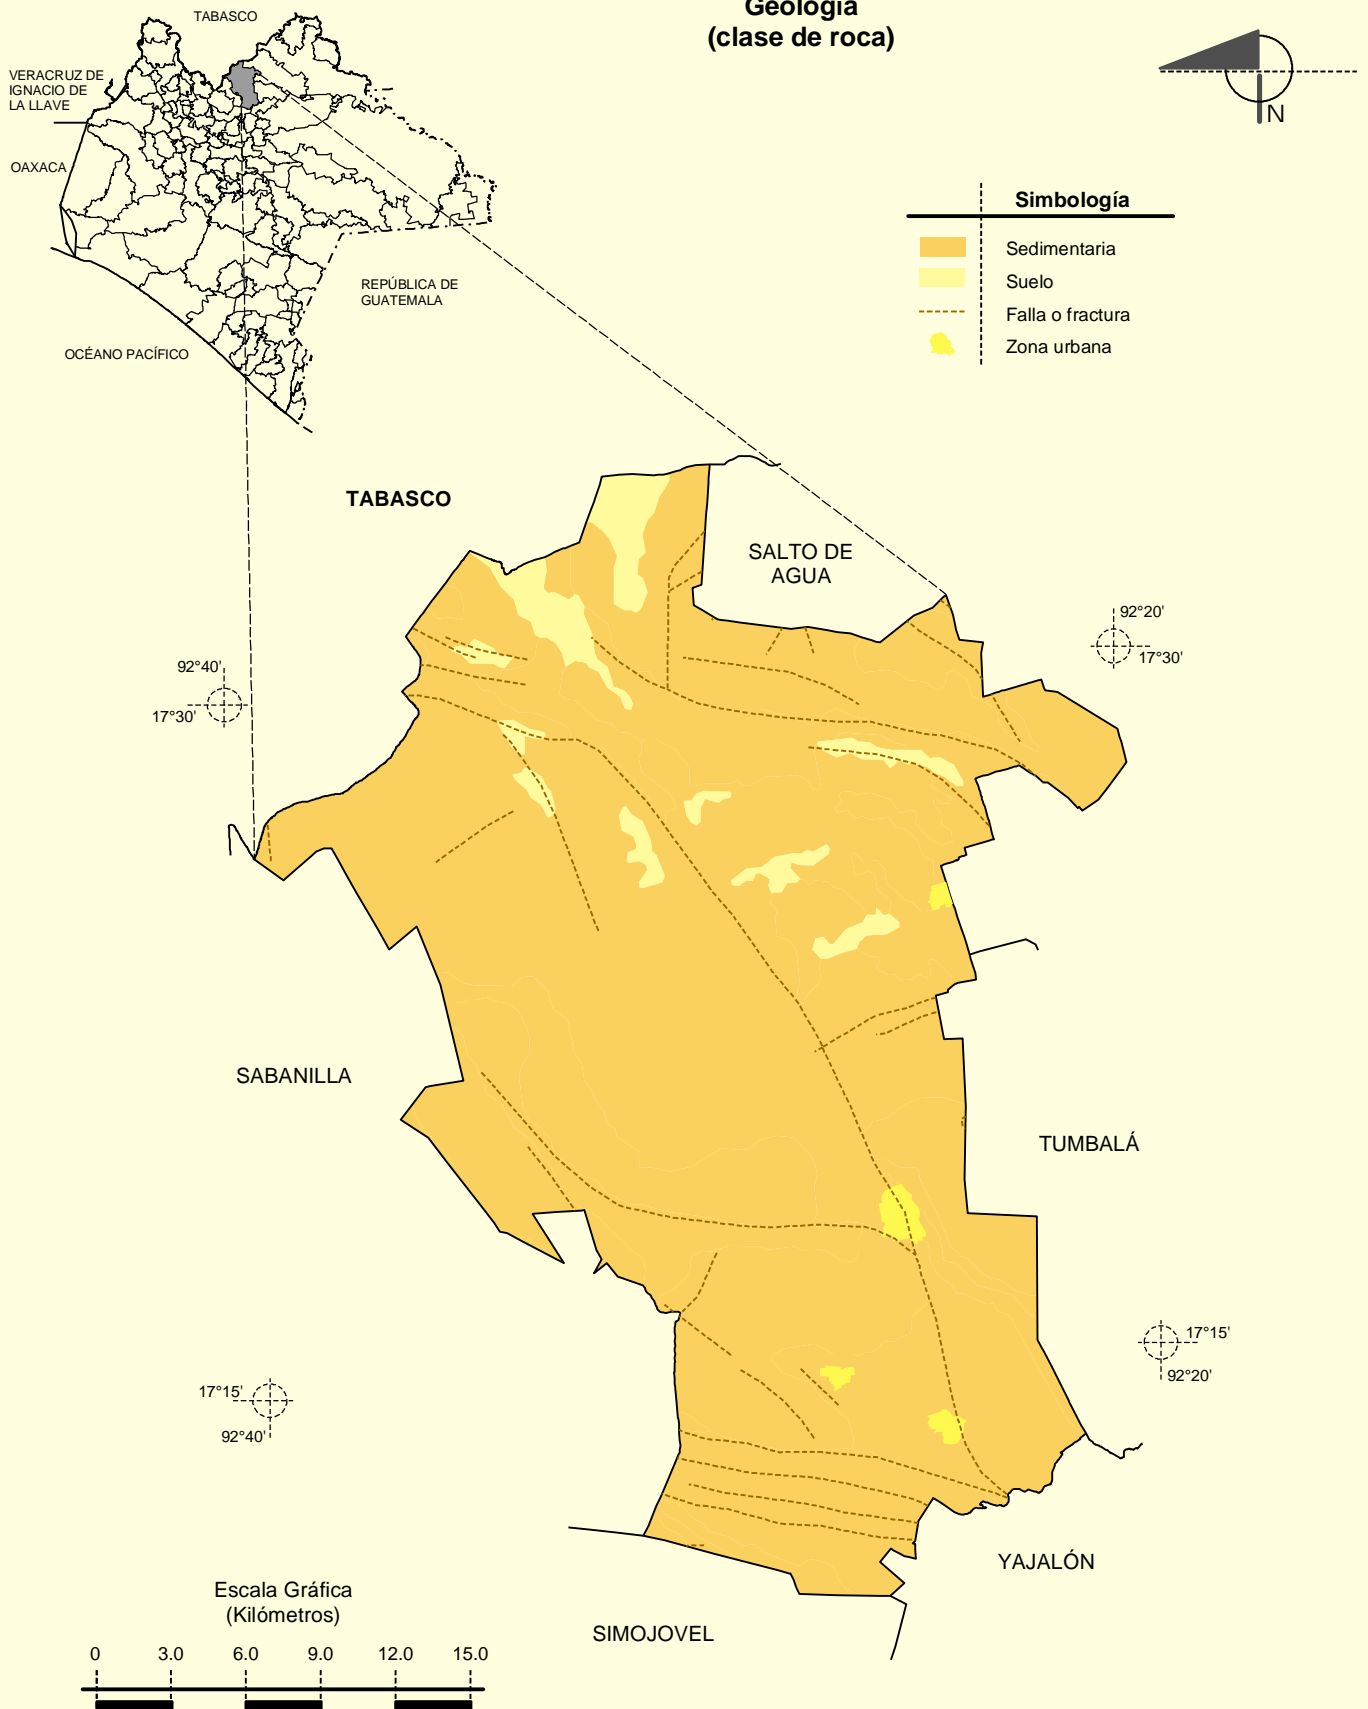 Geología
(clase de roca)
TABASCO
VERACRUZ DE
IGNACIO DE
LA LLAVE
OAXACA
REPÚBLICA DE
GUATEMALA
OCÉANO PACÍFICO
N
Simbología
Sedimentaria
Suelo
Falla o fractura
Zona urbana
TABASCO
SALTO DE
AGUA
92°20'
17°30'
92°40'
17°30'
SABANILLA
TUMBALÁ
17°15'
92°20'
17°15'
92°40'
YAJALÓN
SIMOJOVEL
Escala Gráfica
(Kilómetros)
0 3.0 6.0 9.0 12.0 15.0